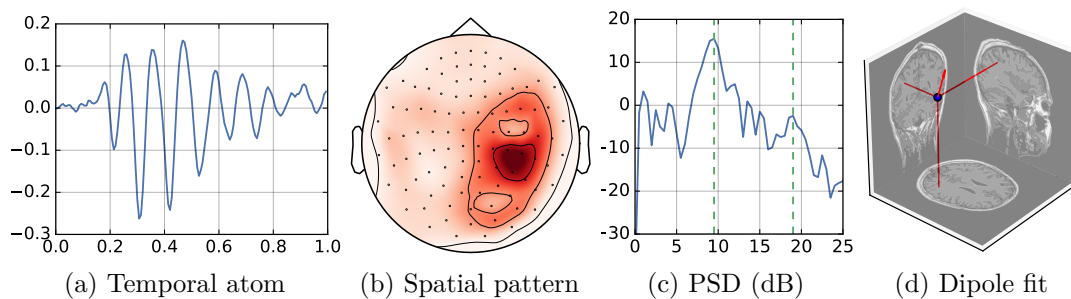 0.2
0.1
0.0
−0.1
−0.2
−0.3
0.0 0.2 0.4 0.6 0.8 1.0
(a) Temporal atom
(b) Spatial pattern
20
10
0
−10
−20
−30
0 5 10 15 20 25
(c) PSD (dB)
(d) Dipole fit